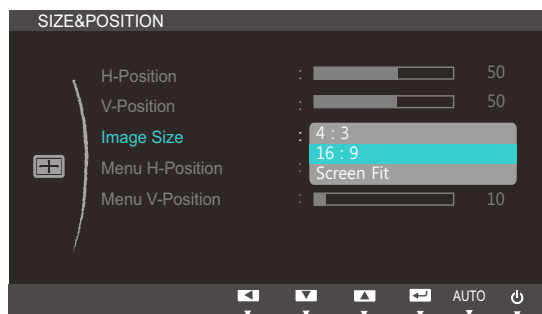 SIZE&POSITION
H-Position : 50
V-Position : 50
Image Size : 4 : 3
16 : 9
Menu H-Position :
Screen Fit
Menu V-Position : 10
AUTO